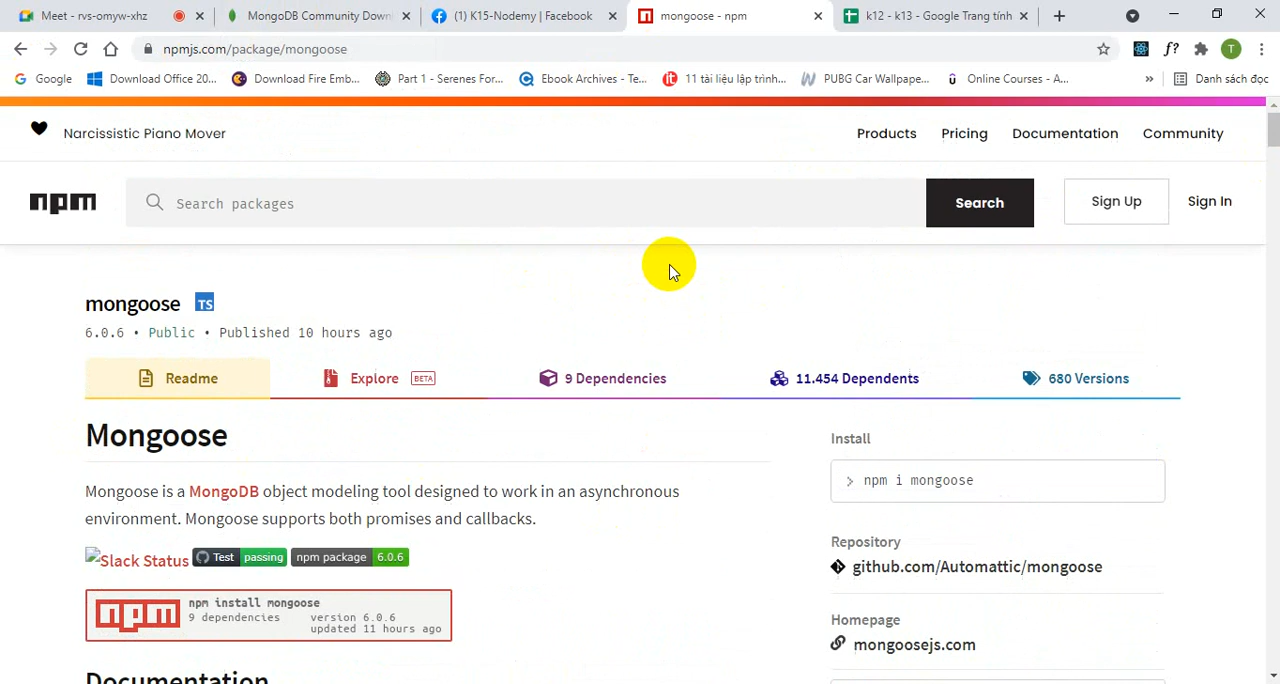 Meet - rvs-omyw-xhz
MongoDB Community Downl
(1) K15-Nodemy | Facebook
mongoose - npm
k12 - k13 - Google Trang tính
npmjs.com/package/mongoose
f?
T
Google
Download Office 20...
Download Fire Emb...
Part 1 - Serienes For...
Ebook Archives - Te...
it
11 tài liệu lập trình...
PUBG Car Wallpape...
Online Courses - A...
»
Danh sách đọc
Narcissistic Piano Mover
Products
Pricing
Documentation
Community
npm
Search packages
Search
Sign Up
Sign In
mongoose TS
6.0.6 • Public • Published 10 hours ago
Readme
Explore BETA
9 Dependencies
11.454 Dependents
680 Versions
Mongoose
Mongoose is a MongoDB object modeling tool designed to work in an asynchronous
environment. Mongoose supports both promises and callbacks.
Slack Status
Test passing
npm package 6.0.6
npm
npm install mongoose
9 dependencies version 6.0.6
updated 11 hours ago
Documentation
Install
> npm i mongoose
Repository
github.com/Automattic/mongoose
Homepage
mongoosejs.com